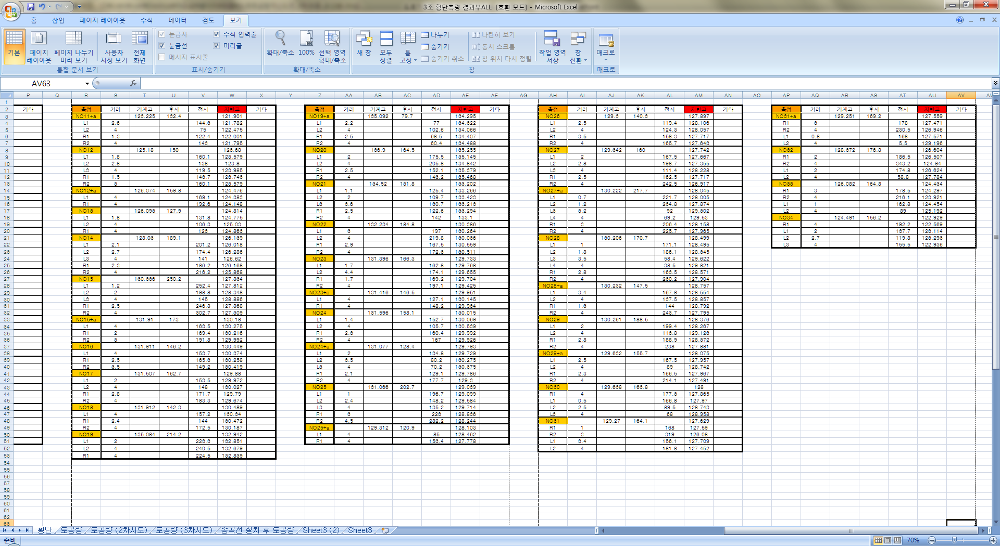 3조 횡단측량 결과부ALL [호환 모드] - Microsoft Excel
홈 삽입 페이지 레이아웃 수식 데이터 검토 보기
기본 페이지 레이아웃 페이지 나누기 미리 보기 사용자 지정 보기 전체 화면
통합 문서 보기
눈금자 수식 입력줄
눈금선 머리글
메시지 표시줄
표시/숨기기
확대/축소 100% 선택 영역 확대/축소
확대/축소
새 창 모두 정렬 틀 고정 나누기 숨기기 숨기기 취소 나란히 보기 동시 스크롤 창 위치 다시 정렬 작업 영역 저장 창 전환
창
매크로
매크로
AV63 fx
P Q R S T U V W X Y Z AA AB AC AD AE AF AG AH AI AJ AK AL AM AN AO AP AQ AR AS AT AU AV
1
2 기타 측점 거리 기계고 후시 전시 지반고 기타 측점 거리 기계고 후시 전시 지반고 기타 측점 거리 기계고 후시 전시 지반고 기타 측점 거리 기계고 후시 전시 지반고 기타
3 NO11+a 123.225 132.4 121.901 NO19+a 135.092 79.7 134.295 NO26 129.3 140.3 127.897 NO31+a 129.251 169.2 127.559
4 L1 2.6 144.3 121.782 L1 2.2 77 134.322 L1 2.5 119.4 128.106 R1 3 178 127.471
5 L2 4 75 122.475 L2 4 102.6 134.066 L2 4 124.3 128.057 R2 4 230.5 126.946
6 R1 1.3 122.4 122.001 R1 2.5 68.5 134.407 R1 3.5 158.3 127.717 L1 0.8 168 127.571
7 R2 4 143 121.795 R2 4 60.4 134.488 R2 4 165.7 127.643 L2 4 5.5 129.196
8 NO12 125.18 150 123.68 NO20 136.9 164.5 135.255 NO27 129.342 160 127.742 NO32 128.372 176.8 126.604
9 L1 1.8 160.1 123.579 L1 2 175.5 135.145 L1 2 167.5 127.667 R1 2 186.5 126.507
10 L2 2.8 138 123.8 L2 4 205.8 134.842 L2 2.8 198.7 127.355 R2 4 343.2 124.94
11 L3 4 119.5 123.985 R1 2.5 152.1 135.379 L3 4 111.4 128.228 L1 2 174.8 126.624
12 R1 1.5 143.7 123.743 R2 4 143.2 135.468 R1 2.5 162.5 127.717 L2 4 58.8 127.784
13 R2 3 160.1 123.579 NO21 134.52 131.8 133.202 R2 4 242.5 126.917 NO33 126.082 164.8 124.434
14 NO12+a 126.074 159.8 124.476 L1 1.1 125.4 133.266 NO27+a 130.222 217.7 128.045 R1 3 178.5 124.297
15 L1 4 169.1 124.383 L2 2 109.7 133.423 L1 0.7 221.7 128.005 R2 4 216.1 123.921
16 R1 4 192.6 124.148 L3 3.6 130.7 133.213 L2 1.2 234.8 127.874 L1 1 162.8 124.454
17 NO13 126.093 127.9 124.814 R1 2.5 122.6 133.294 L3 3.2 92 129.302 L2 4 89 125.192
18 L1 1.8 131.8 124.775 R2 4 142 133.1 L4 4 69.2 129.53 NO34 124.491 156.2 122.929
19 L2 4 106.3 125.03 NO22 132.234 184.8 130.386 R1 3 206.4 128.158 R1 4 192.2 122.569
20 R1 4 123 124.863 L1 3 197 130.264 R2 4 225.7 127.965 L1 2 137.7 123.114
21 NO14 128.03 189.1 126.139 L2 4 219.8 130.036 NO28 130.206 170.7 128.499 L2 2.7 119.8 123.293
22 L1 2.1 201.2 126.018 R1 2.9 167.5 130.559 L1 1 171.1 128.495 L3 4 155.5 122.936
23 L2 2.7 174.4 126.286 R2 4 172.3 130.511 L2 1.8 186.1 128.345
24 L3 4 141 126.62 NO23 131.396 166.3 129.733 L3 3.5 58.4 129.622
25 R1 2.3 186.2 126.168 L1 1.7 162.8 129.768 L4 4 38.5 129.821
26 R2 4 216.2 125.868 L2 4.4 174.1 129.655 R1 2.8 163.5 128.571
27 NO15 130.336 250.2 127.834 R1 1.7 169.2 129.704 R2 4 230.2 127.904
28 L1 1.2 252.4 127.812 R2 4 197.1 129.425 NO28+a 130.232 147.5 128.757
29 L2 2 198.8 128.348 NO23+a 131.416 146.5 129.951 L1 3.4 167.8 128.554
30 L3 4 145 128.886 L1 4 127.1 130.145 L2 4 137.5 128.857
31 R1 2.5 246.8 127.868 R1 4 148.2 129.934 R1 1.3 144 128.792
32 R2 4 302.7 127.309 NO24 131.596 158.1 130.015 R2 4 243.7 127.795
33 NO15+a 131.91 173 130.18 L1 1.4 152.7 130.069 NO29 130.261 188.5 128.376
34 L1 4 163.5 130.275 L2 4 105.7 130.539 L1 2 199.4 128.267
35 R1 2 169.4 130.216 R1 2.3 160.4 129.992 L2 4 113.8 129.123
36 R2 3 191.8 129.992 R2 4 167 129.926 R1 2.8 188.9 128.372
37 NO16 131.911 146.2 130.449 NO24+a 131.077 128.4 129.793 R2 4 238 127.881
38 L1 4 153.7 130.374 L1 2 134.8 129.729 NO29+a 129.632 155.7 128.075
39 R1 2.5 165.3 130.258 L2 3.5 80.2 130.275 L1 2.5 167.5 127.957
40 R2 3.5 149.2 130.419 L3 4 70.2 130.375 L2 4 89 128.742
41 NO17 131.507 162.7 129.88 R1 2.1 129.1 129.786 R1 2.3 166.5 127.967
42 L1 2 153.5 129.972 R2 4 177.7 129.3 R2 4 214.1 127.491
43 L2 4 148 130.027 NO25 131.066 202.7 129.039 NO30 129.638 163.8 128
44 R1 2.8 171.7 129.79 L1 1 196.7 129.099 R1 4 177.3 127.865
45 R2 4 183.3 129.674 L2 2.4 148.2 129.584 L1 0.5 166.8 127.97
46 NO18 131.912 142.3 130.489 L3 4 135.2 129.714 L2 2.5 89.5 128.743
47 L1 4 157.2 130.34 R1 3 223 128.836 L3 4 68 128.958
48 R1 2.4 144 130.472 R2 4.5 282.2 128.244 NO31 129.27 164.1 127.629
49 R2 4 172.5 130.187 NO25+a 129.312 120.9 128.103 R1 1 168 127.59
50 NO19 135.084 214.2 132.942 L1 4 85 128.462 R2 3 319 126.08
51 L1 2 223.3 132.851 R1 4 153.4 127.778 L1 3.4 156.1 127.709
52 L2 4 240.5 132.679 L2 4 181.8 127.452
53 R1 4 224.5 132.839
54
55
56
57
58
59
60
61
62
63
횡단 토공량 토공량 (2차시도) 토공량 (3차시도) 종곡선 설치 후 토공량 Sheet3 (2) Sheet3
준비 70%